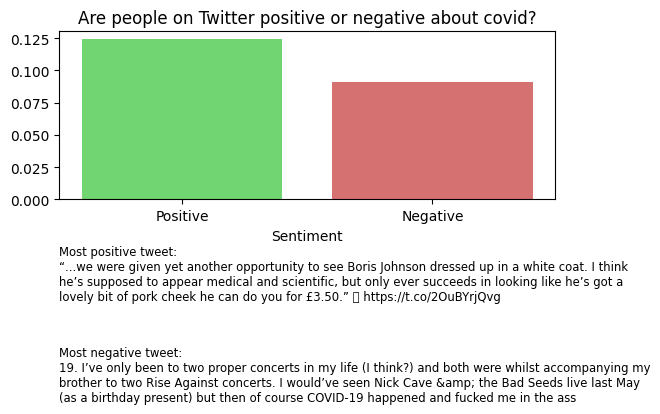 Are people on Twitter positive or negative about covid?
0.125
0.100
0.075
0.050
0.025
0.000
Positive Negative
Sentiment
Most positive tweet:
“…we were given yet another opportunity to see Boris Johnson dressed up in a white coat. I think
he’s supposed to appear medical and scientific, but only ever succeeds in looking like he’s got a
lovely bit of pork cheek he can do you for £3.50.” https://t.co/2OuBYrjQvg
Most negative tweet:
19. I’ve only been to two proper concerts in my life (I think?) and both were whilst accompanying my
brother to two Rise Against concerts. I would’ve seen Nick Cave &amp; the Bad Seeds live last May
(as a birthday present) but then of course COVID-19 happened and fucked me in the ass